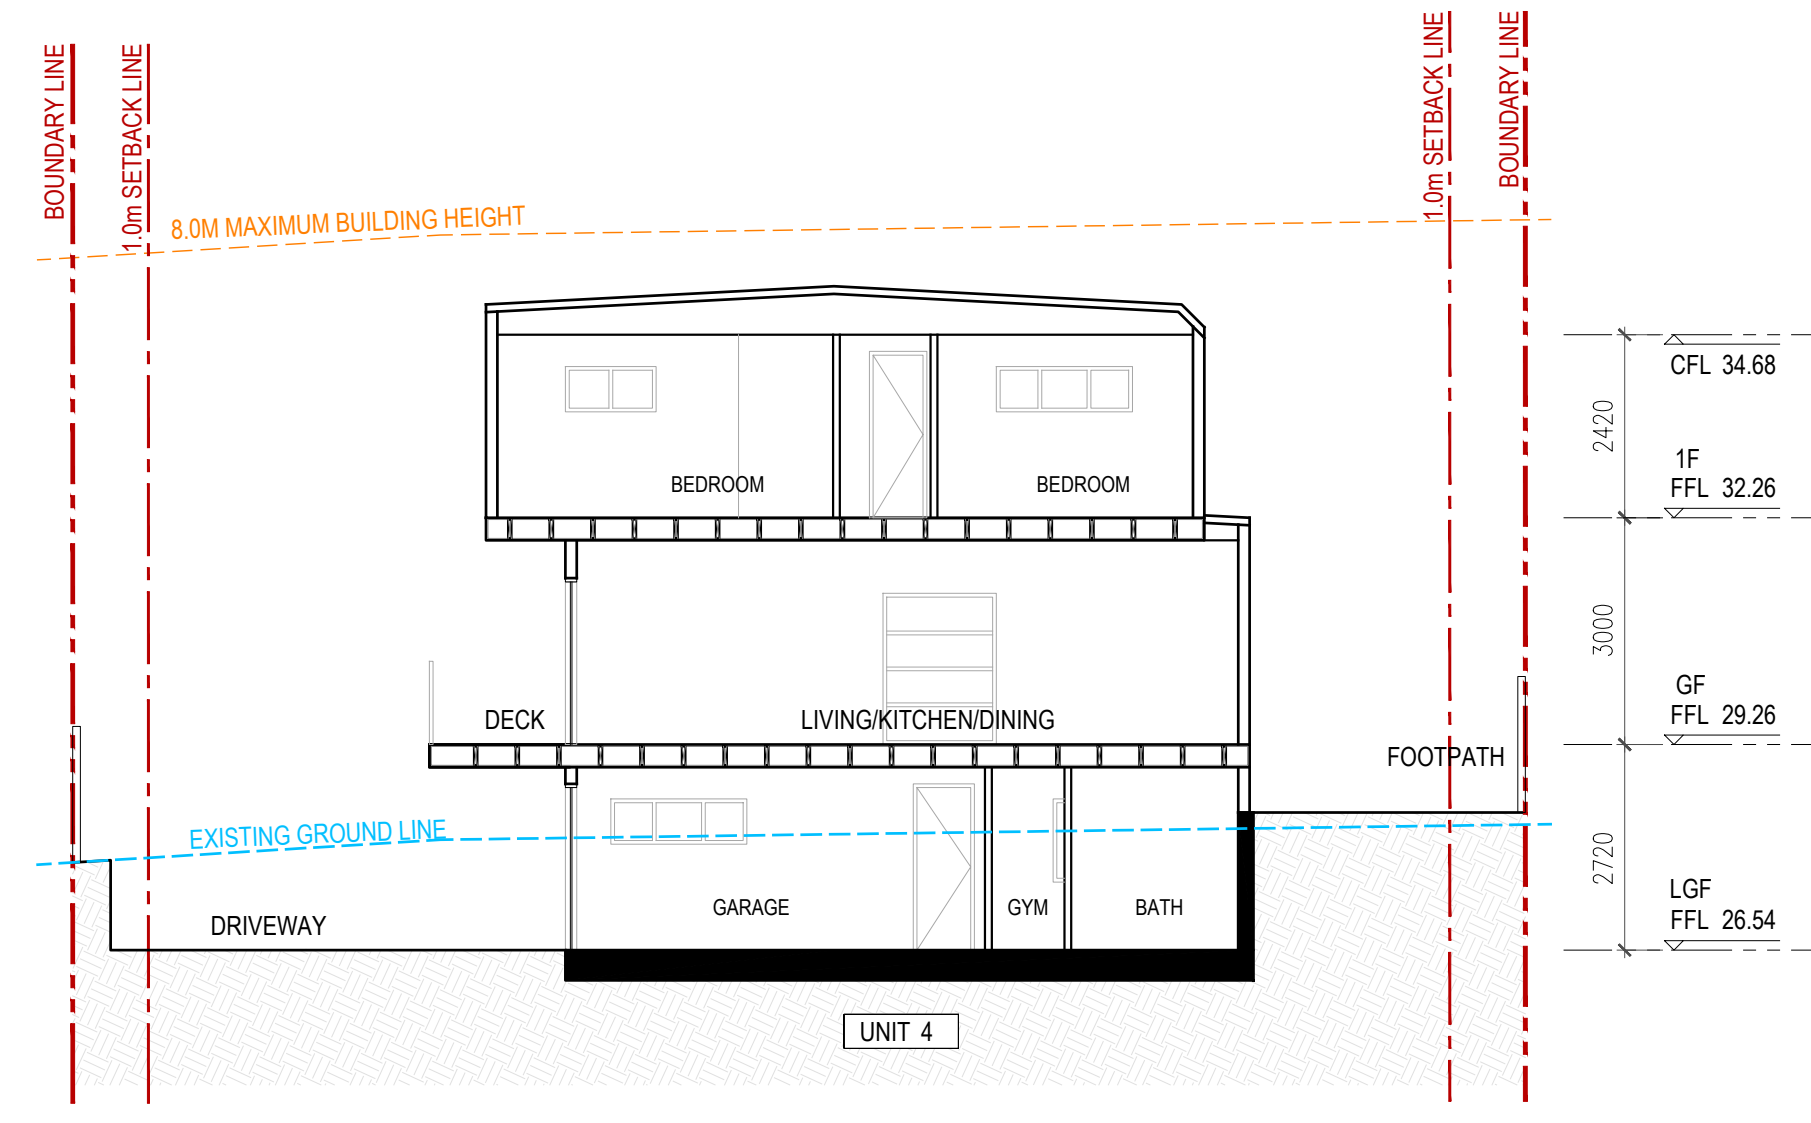 BOUNDARY LINE
1.0m SETBACK LINE
1.0m SETBACK LINE
BOUNDARY LINE
8.0M MAXIMUM BUILDING HEIGHT
CFL 34.68
2420
BEDROOM
BEDROOM
1F
FFL 32.26
3000
DECK
LIVING/KITCHEN/DINING
GF
FFL 29.26
FOOTPATH
EXISTING GROUND LINE
2720
GARAGE
GYM
BATH
DRIVEWAY
LGF
FFL 26.54
UNIT 4